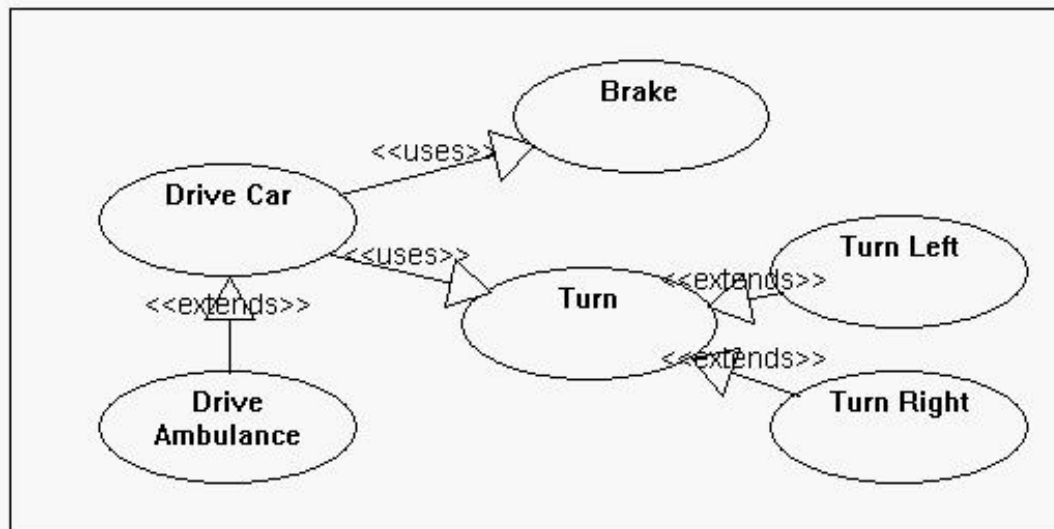 Brake
<<uses>>
Drive Car
<<uses>>
Turn Left
<<extends>>
Turn
<<extends>>
<<extends>>
Drive
Ambulance
Turn Right